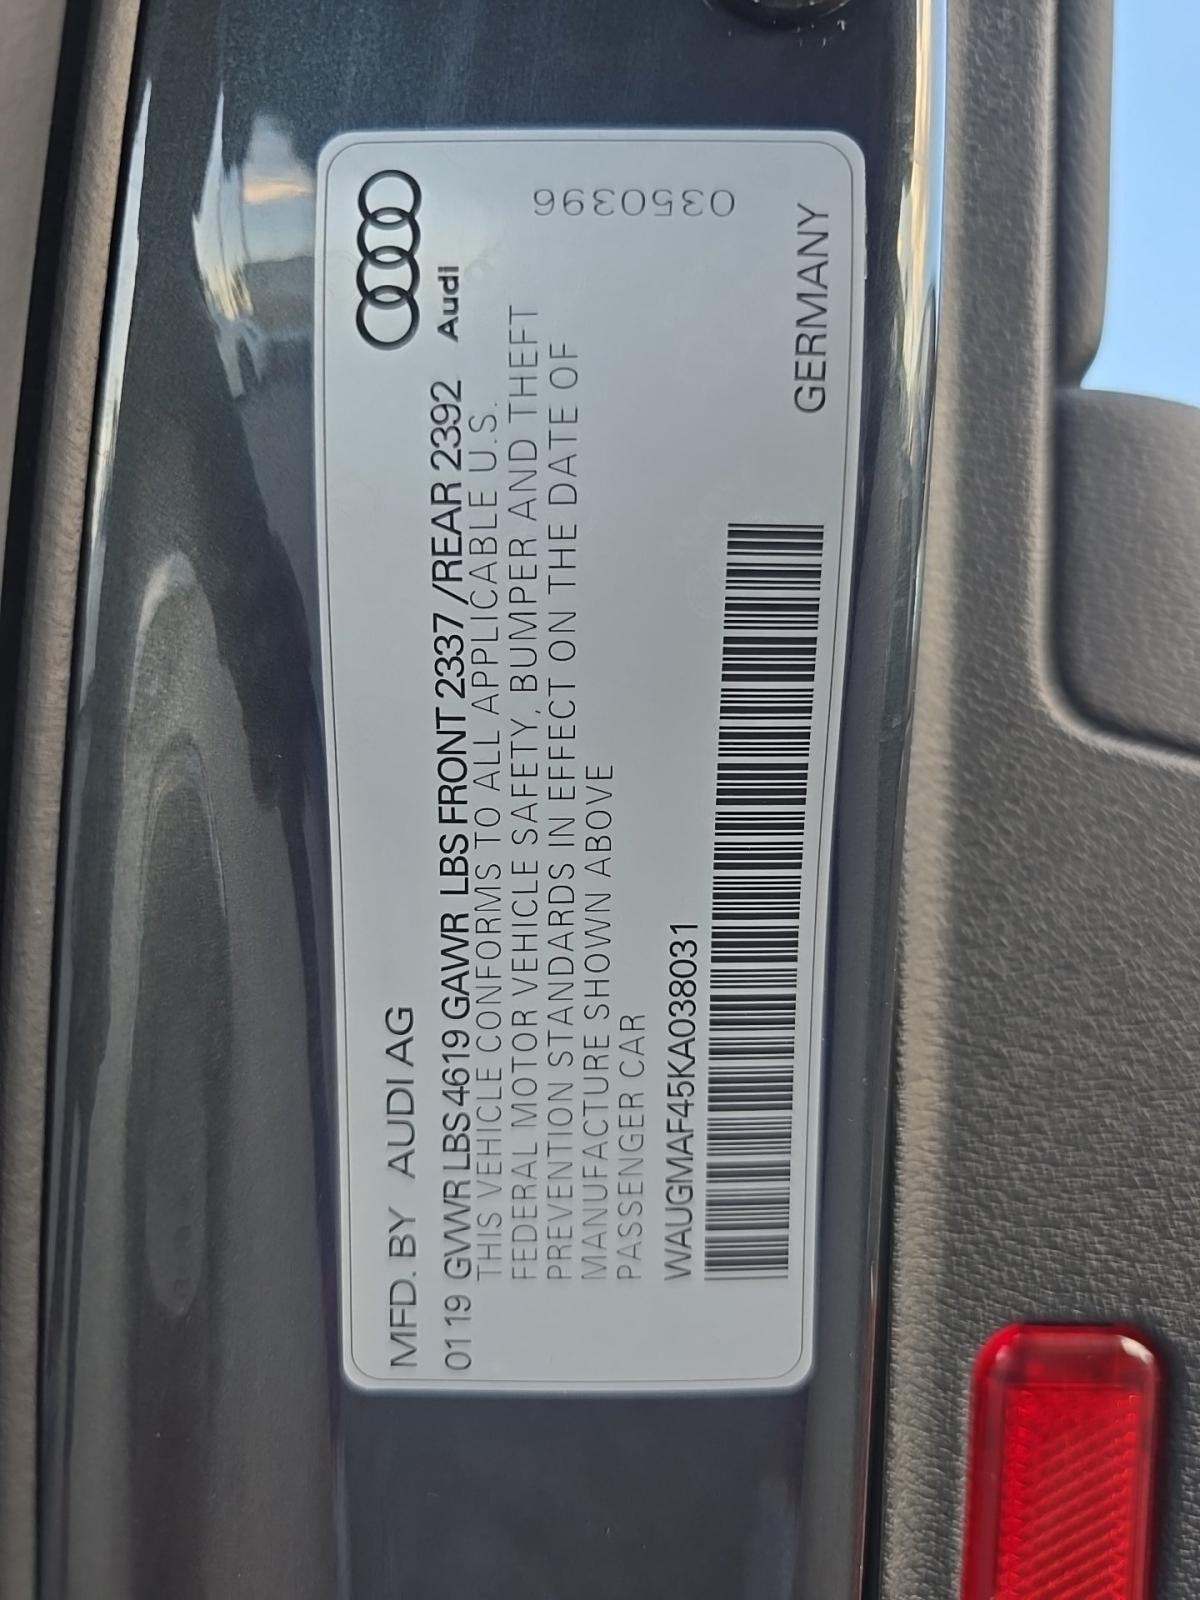 MFD. BY AUDI AG
Audi
0119 GVWR LBS 4619 GAWR LBS FRONT 2337 /REAR 2392
THIS VEHICLE CONFORMS TO ALL APPLICABLE U.S.
FEDERAL MOTOR VEHICLE SAFETY, BUMPER AND THEFT
PREVENTION STANDARDS IN EFFECT ON THE DATE OF
MANUFACTURE SHOWN ABOVE
PASSENGER CAR
0350396
WAUGMAF45KA038031
GERMANY